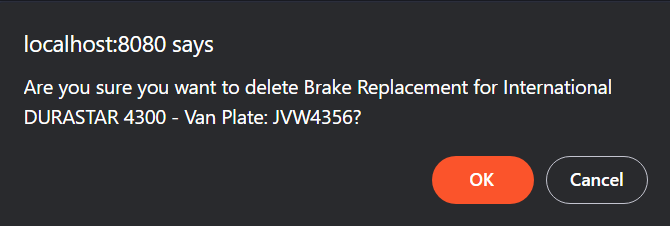 localhost:8080 says
Are you sure you want to delete Brake Replacement for International
DURASTAR 4300 - Van Plate: JVW4356?
OK Cancel